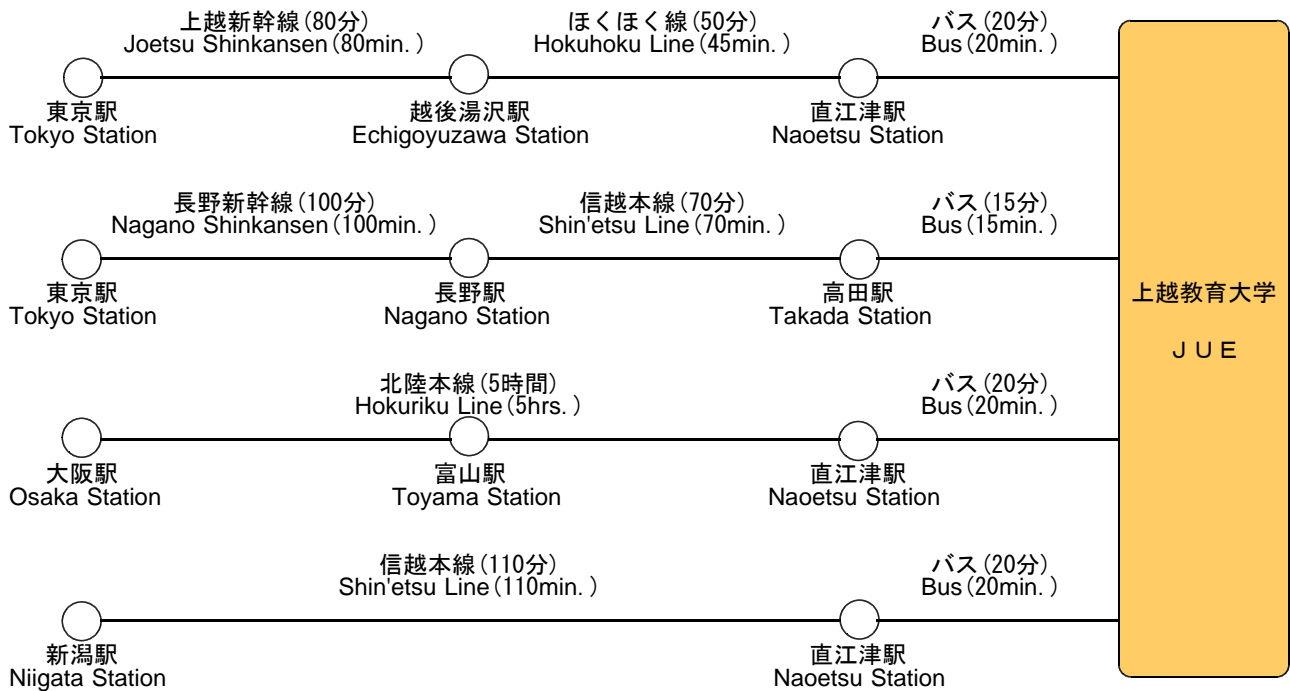 上越新幹線(80分) ほくほく線(50分) バス(20分)
Joetsu Shinkansen(80min.) Hokuhoku Line(45min.) Bus(20min.)
東京駅 越後湯沢駅 直江津駅
Tokyo Station Echigoyuzawa Station Naoetsu Station
長野新幹線(100分) 信越本線(70分) バス(15分)
Nagano Shinkansen(100min.) Shin'etsu Line(70min.) Bus(15min.)
東京駅 長野駅 高田駅
Tokyo Station Nagano Station Takada Station
上越教育大学
ＪＵＥ
北陸本線(5時間) バス(20分)
Hokuriku Line(5hrs.) Bus(20min.)
大阪駅 富山駅 直江津駅
Osaka Station Toyama Station Naoetsu Station
信越本線(110分) バス(20分)
Shin'etsu Line(110min.) Bus(20min.)
新潟駅 直江津駅
Niigata Station Naoetsu Station